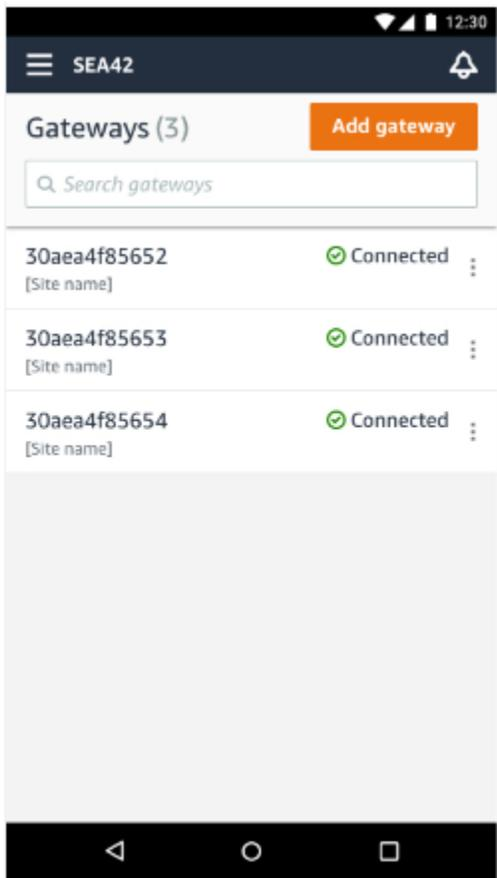 12:30
SEA42
Gateways (3)
Add gateway
Search gateways
30aea4f85652
Connected
[Site name]
30aea4f85653
Connected
[Site name]
30aea4f85654
Connected
[Site name]